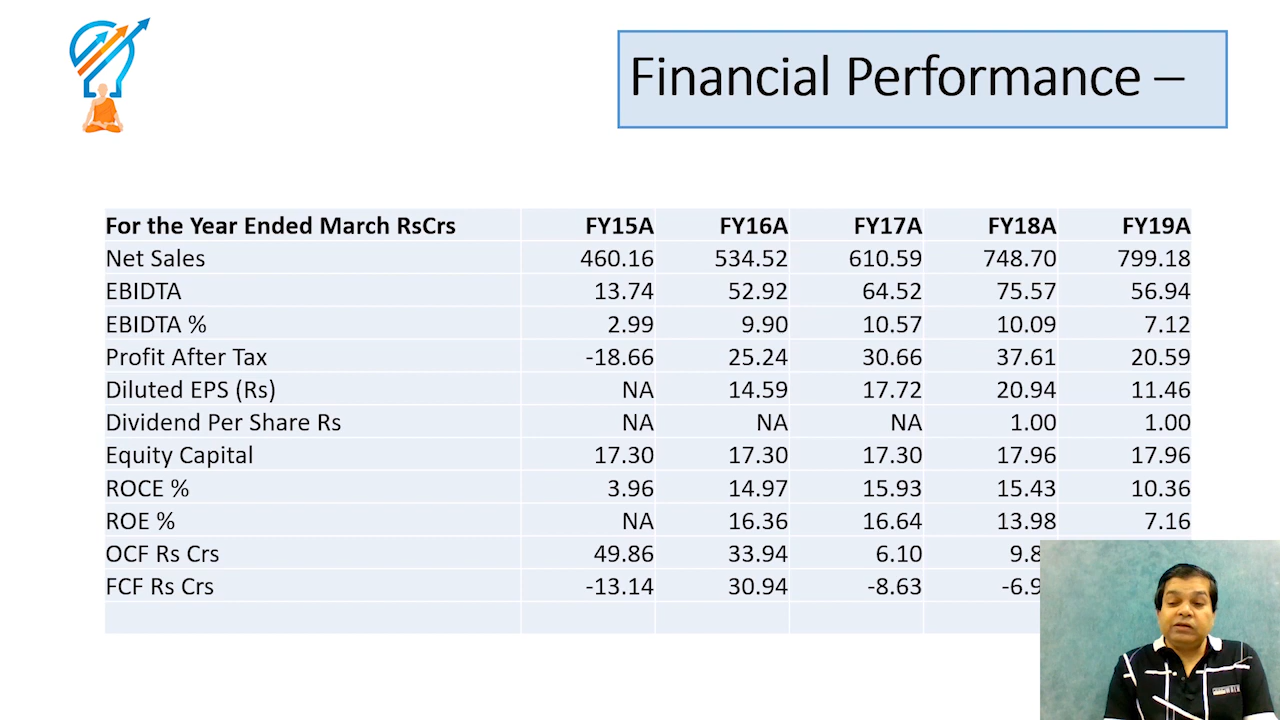 Financial Performance –
For the Year Ended March RsCrs FY15A FY16A FY17A FY18A FY19A
Net Sales 460.16 534.52 610.59 748.70 799.18
EBIDTA 13.74 52.92 64.52 75.57 56.94
EBIDTA % 2.99 9.90 10.57 10.09 7.12
Profit After Tax -18.66 25.24 30.66 37.61 20.59
Diluted EPS (Rs) NA 14.59 17.72 20.94 11.46
Dividend Per Share Rs NA NA NA 1.00 1.00
Equity Capital 17.30 17.30 17.30 17.96 17.96
ROCE % 3.96 14.97 15.93 15.43 10.36
ROE % NA 16.36 16.64 13.98 7.16
OCF Rs Crs 49.86 33.94 6.10
FCF Rs Crs -13.14 30.94 -8.63